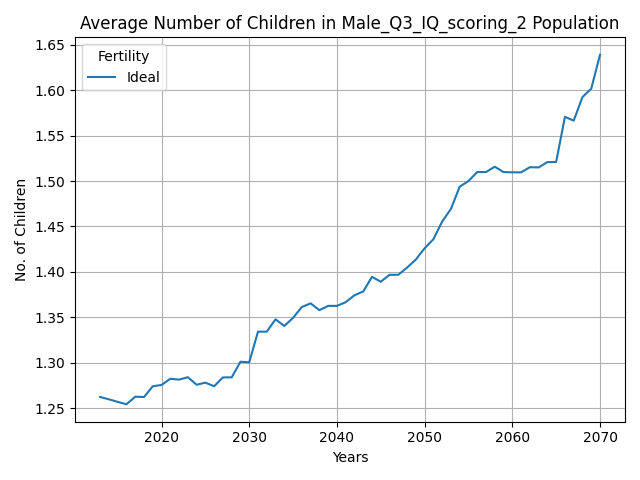 Average Number of Children in Male_Q3_IQ_scoring_2 Population
Fertility
Ideal
No. of Children
1.65
1.60
1.55
1.50
1.45
1.40
1.35
1.30
1.25
2020 2030 2040 2050 2060 2070
Years